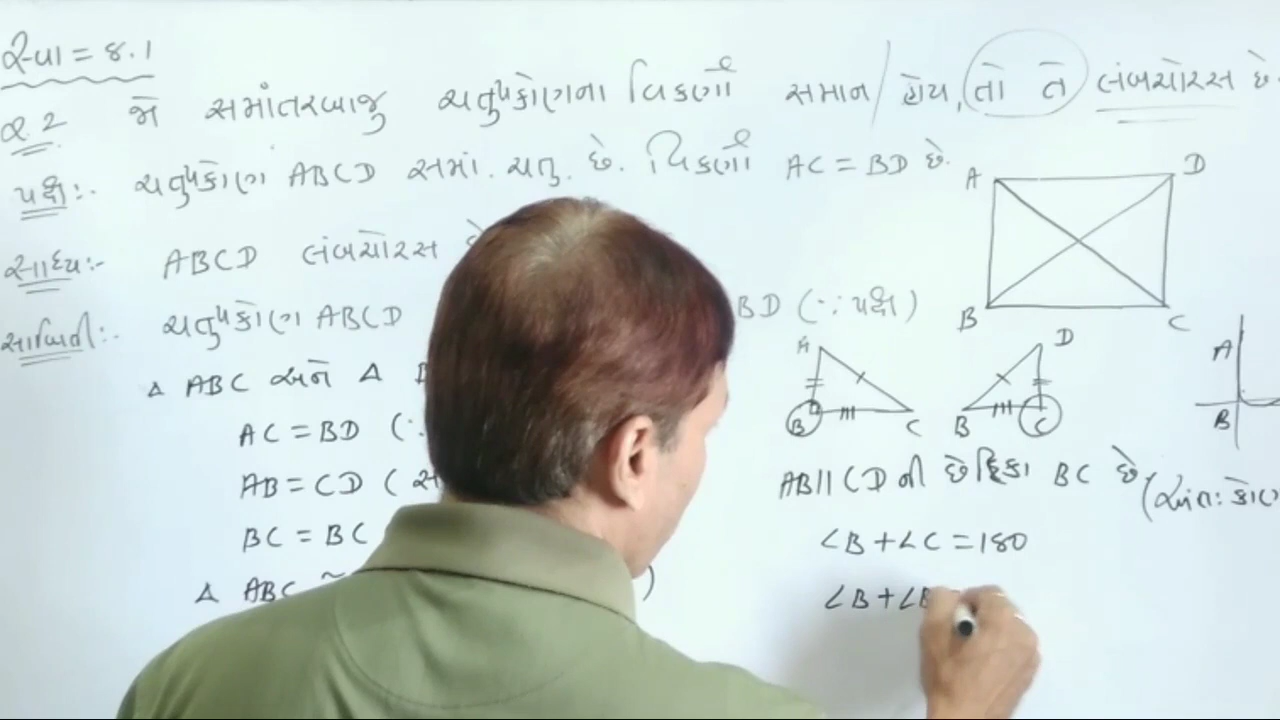 સ્વા = 8.1
પ્ર.2 જો સમાંતરબાજુ ચતુષ્કોણના વિકર્ણો સમાન હોય, તો તે લંબચોરસ છે
પક્ષ:- ચતુષ્કોણ ABCD સમાં. ચતુ. છે. વિકર્ણો AC = BD છે.
સાધ્ય:- ABCD લંબચોરસ
સાબિતી:- ચતુષ્કોણ ABCD
BD (∵ પક્ષ)
△ ABC અને △
AC = BD (∵
AB = CD (
BC = BC
△ ABC ≅
)
A D
B C
A
B C
D
B C
A
B
AB || CD ની છેદિકા BC છે
(અંત: કોણ
∠B + ∠C = 180
∠B + ∠B